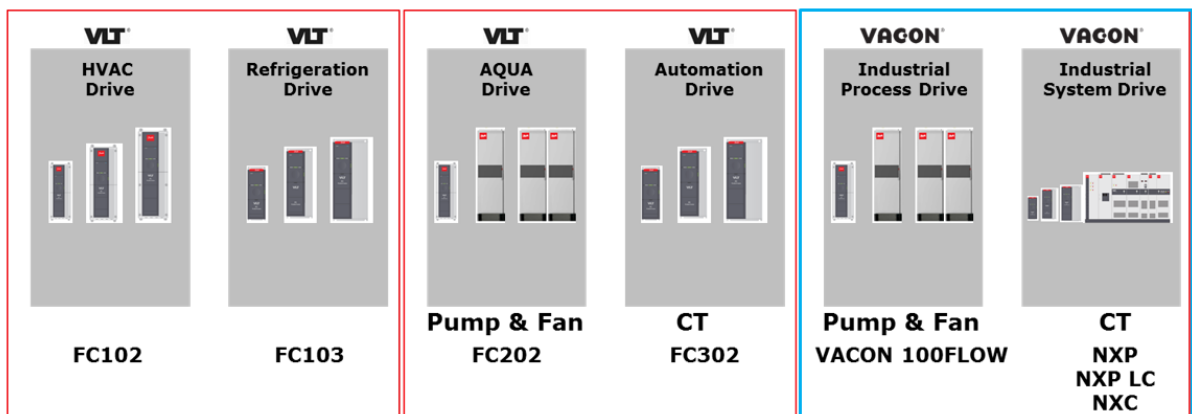 VLT®
HVAC
Drive
FC102
VLT®
Refrigeration
Drive
FC103
VLT®
AQUA
Drive
Pump & Fan
FC202
VLT®
Automation
Drive
CT
FC302
VACON®
Industrial
Process Drive
Pump & Fan
VACON 100FLOW
VACON®
Industrial
System Drive
CT
NXP
NXP LC
NXC